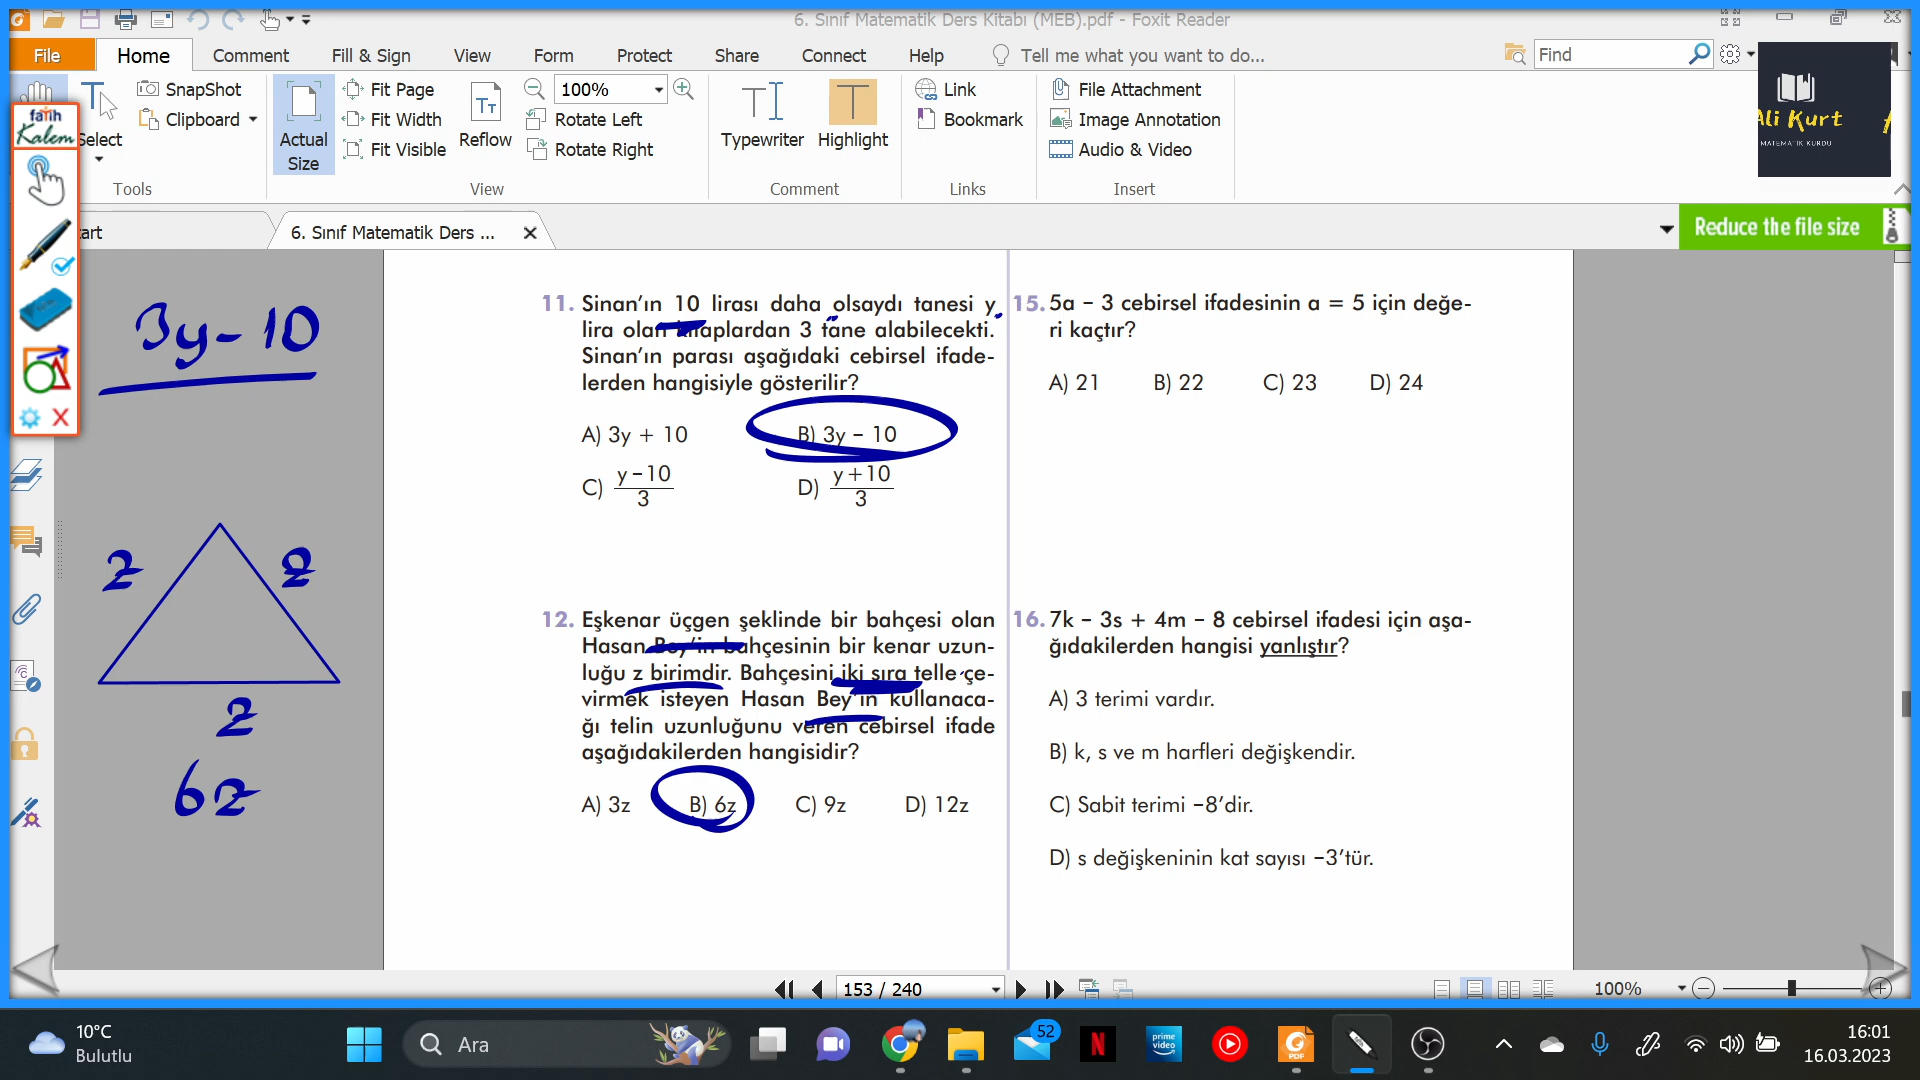 6. Sınıf Matematik Ders Kitabı (MEB).pdf - Foxit Reader
File Home Comment Fill & Sign View Form Protect Share Connect Help Tell me what you want to do... Find
SnapShot
Clipboard
Select
Tools
Actual Size
Fit Page
Fit Width
Fit Visible
Reflow
100%
Rotate Left
Rotate Right
View
Typewriter Highlight
Comment
Link
Bookmark
Links
File Attachment
Image Annotation
Audio & Video
Insert
Ali Kurt
MATEMATİK KURDU
fatih
Kalem
art
6. Sınıf Matematik Ders ...
Reduce the file size
3y - 10
z z
z
6z
11. Sinan’ın 10 lirası daha olsaydı tanesi y
lira olan kitaplardan 3 tane alabilecekti.
Sinan’ın parası aşağıdaki cebirsel ifade-
lerden hangisiyle gösterilir?
A) 3y + 10 B) 3y – 10
C) y – 10 / 3 D) y + 10 / 3
12. Eşkenar üçgen şeklinde bir bahçesi olan
Hasan Bey’in bahçesinin bir kenar uzun-
luğu z birimdir. Bahçesini iki sıra telle çe-
virmek isteyen Hasan Bey’in kullanaca-
ğı telin uzunluğunu veren cebirsel ifade
aşağıdakilerden hangisidir?
A) 3z B) 6z C) 9z D) 12z
15. 5a – 3 cebirsel ifadesinin a = 5 için değe-
ri kaçtır?
A) 21 B) 22 C) 23 D) 24
16. 7k – 3s + 4m – 8 cebirsel ifadesi için aşa-
ğıdakilerden hangisi yanlıştır?
A) 3 terimi vardır.
B) k, s ve m harfleri değişkendir.
C) Sabit terimi –8’dir.
D) s değişkeninin kat sayısı –3’tür.
153 / 240
100%
10°C
Bulutlu
Ara
52
prime video
PDF
16:01
16.03.2023